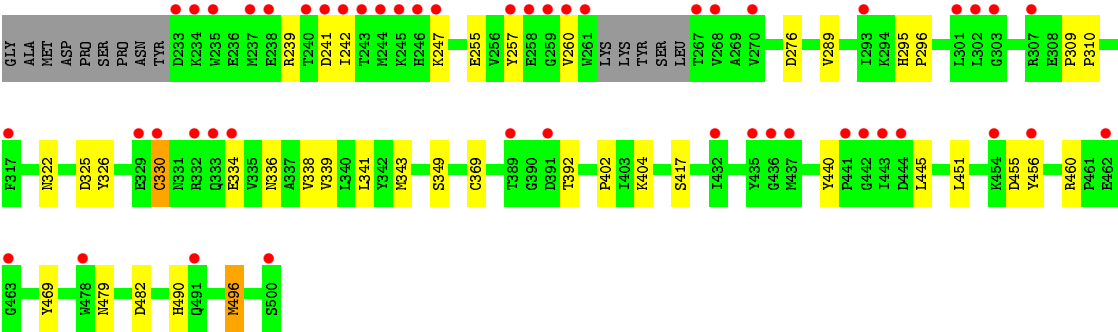 GLY ALA MET ASP PRO SER PRO ASN TYR D233 K234 W235 E236 M237 E238 R239 T240 D241 I242 T243 M244 K245 H246 K247 E255 V256 Y257 E258 G259 V260 W261 LYS LYS TYR SER LEU T267 V268 A269 V270 D276 V289 I293 K294 H295 P296 L301 L302 G303 R307 E308 P309 P310
F317 N322 D325 Y326 E329 C330 N331 R332 Q333 E334 V335 N336 A337 V338 V339 L340 L341 Y342 M343 S349 C369 T389 G390 D391 T392 P402 I403 K404 S417 I432 Y435 G436 M437 Y440 P441 G442 I443 D444 L445 L451 K454 D455 Y456 R460 P461 E462
G463 Y469 W478 N479 D482 H490 Q491 M496 S500